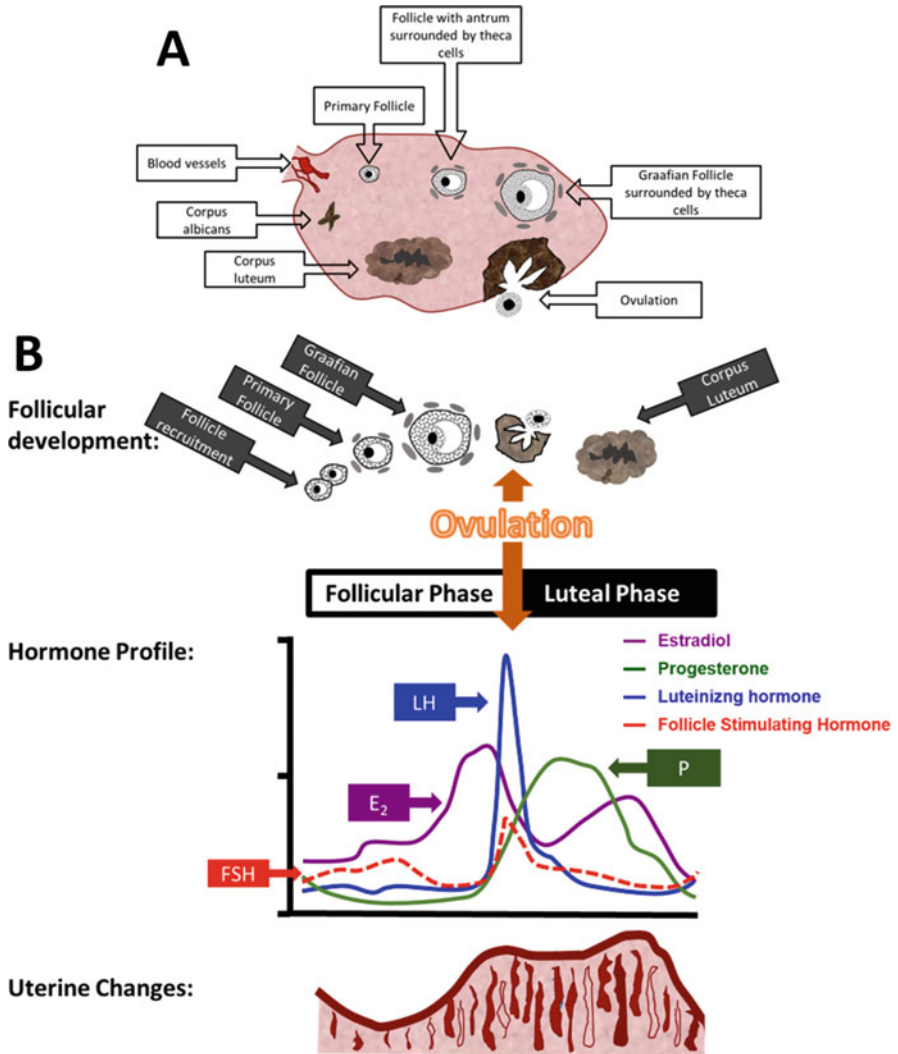 A
Follicle with antrum
surrounded by theca
cells
Primary Follicle
Blood vessels
Graafian Follicle
surrounded by theca
cells
Corpus
albicans
Corpus
luteum
Ovulation
B
Follicular
development:
Follicle
recruitment
Primary
Follicle
Graafian
Follicle
Corpus
Luteum
Ovulation
Follicular Phase
Luteal Phase
Hormone Profile:
Estradiol
Progesterone
Luteinizng hormone
Follicle Stimulating Hormone
LH
E₂
P
FSH
Uterine Changes: